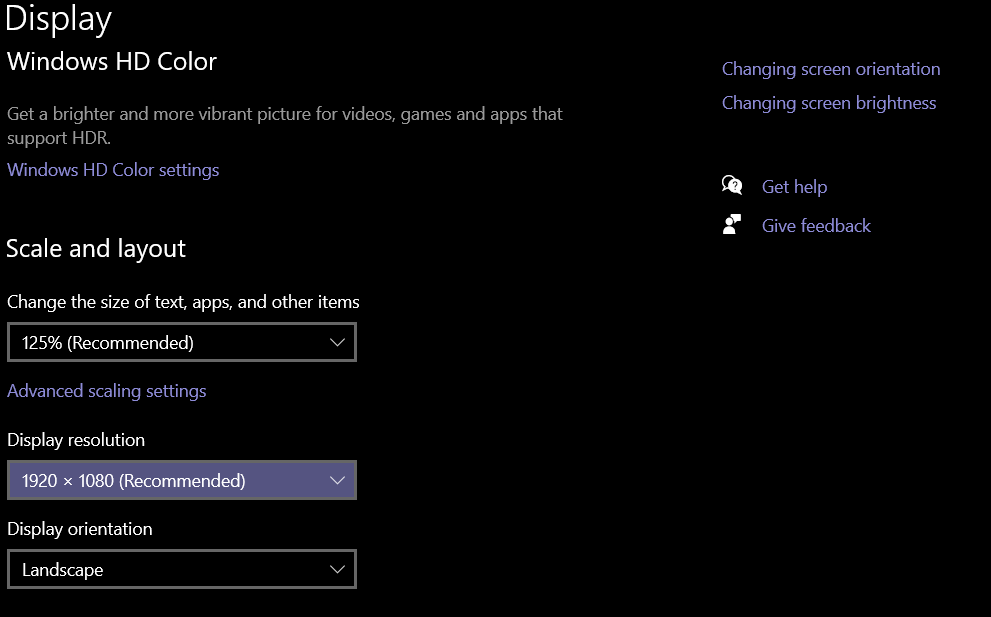 Display
Windows HD Color
Get a brighter and more vibrant picture for videos, games and apps that
support HDR.
Windows HD Color settings
Scale and layout
Change the size of text, apps, and other items
125% (Recommended)
Advanced scaling settings
Display resolution
1920 × 1080 (Recommended)
Display orientation
Landscape
Changing screen orientation
Changing screen brightness
Get help
Give feedback